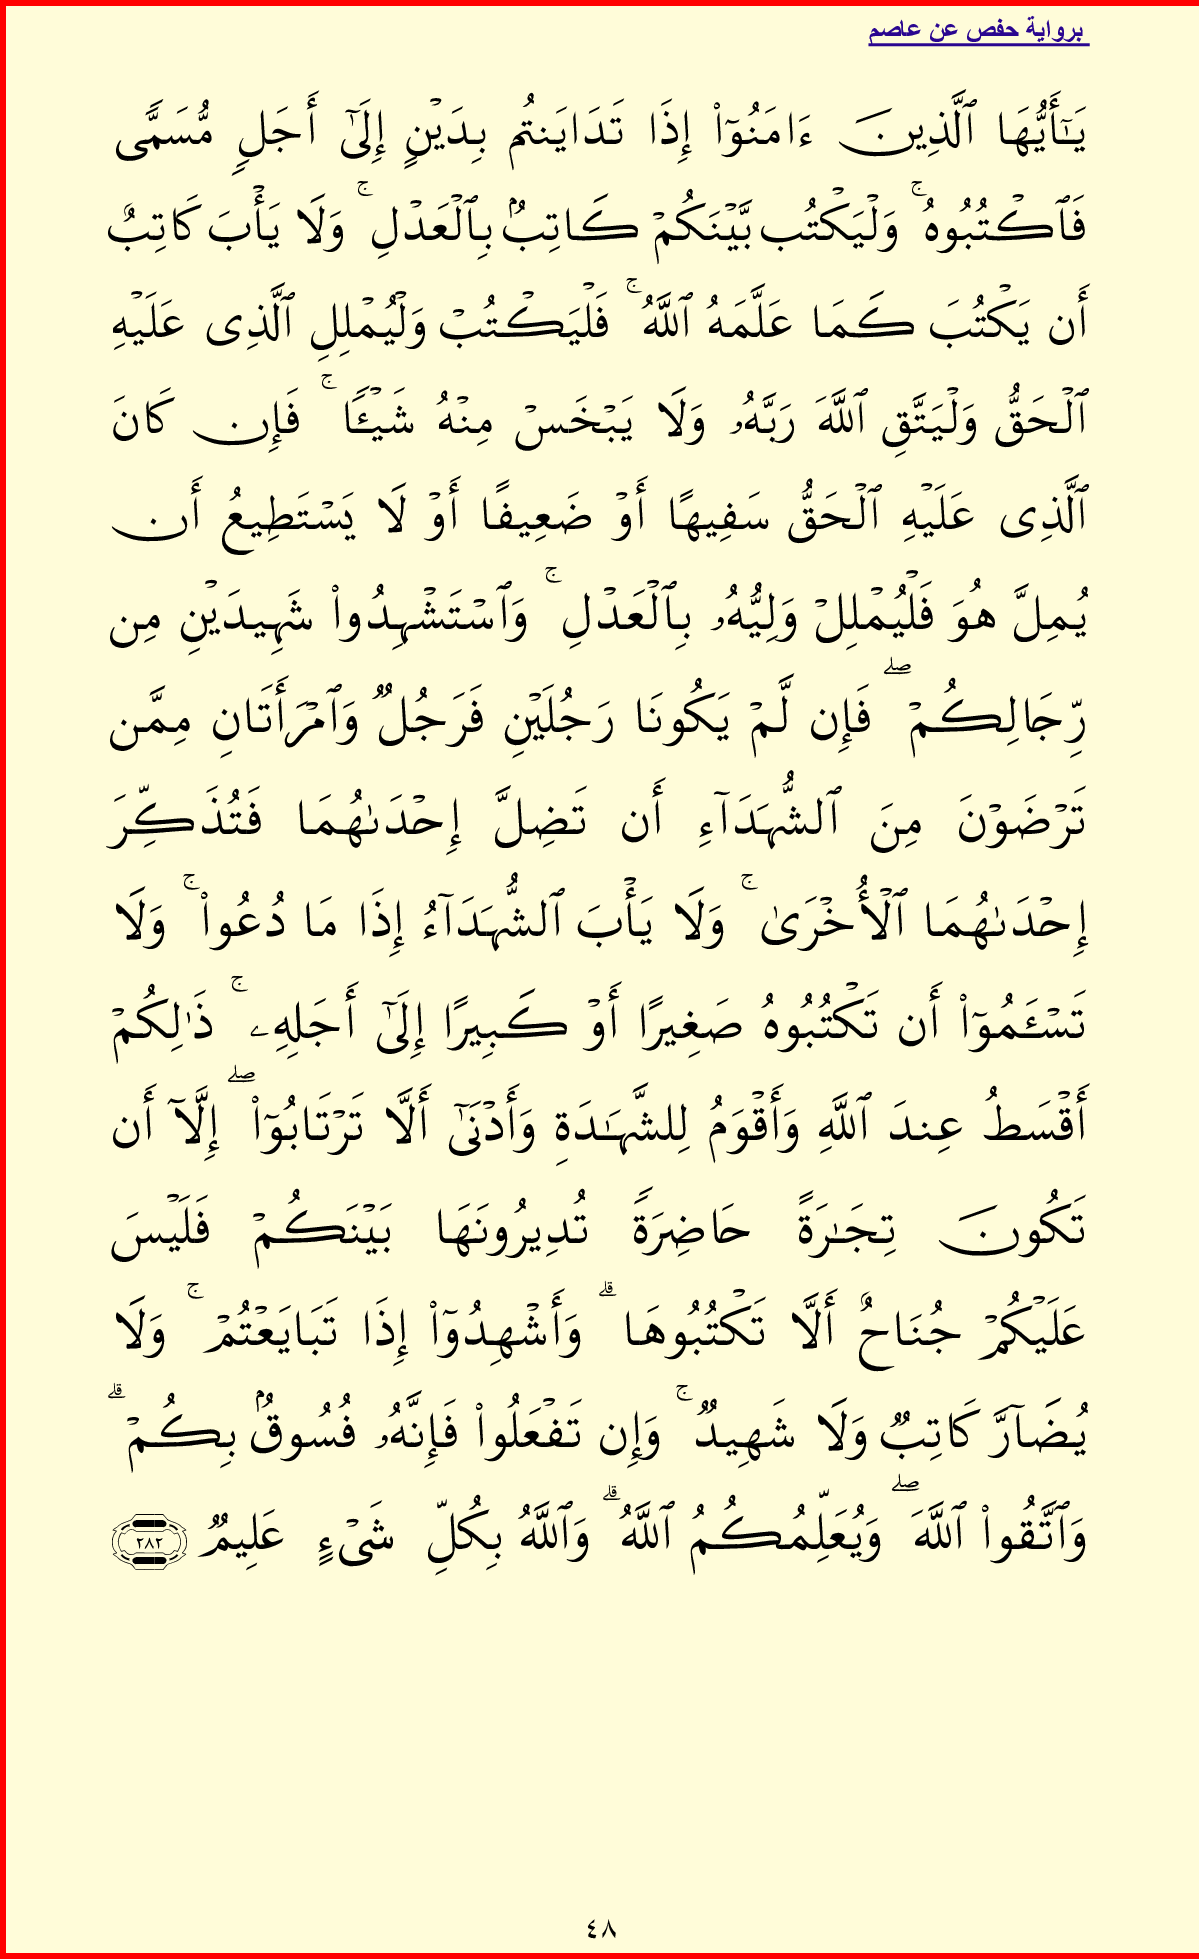 برواية حفص عن عاصم
يَـٰٓأَيُّهَا ٱلَّذِينَ ءَامَنُوٓا۟ إِذَا تَدَايَنتُم بِدَيْنٍ إِلَىٰٓ أَجَلٍ مُّسَمًّى
فَٱكْتُبُوهُ ۚ وَلْيَكْتُب بَّيْنَكُمْ كَاتِبٌۢ بِٱلْعَدْلِ ۚ وَلَا يَأْبَ كَاتِبٌ
أَن يَكْتُبَ كَمَا عَلَّمَهُ ٱللَّهُ ۚ فَلْيَكْتُبْ وَلْيُمْلِلِ ٱلَّذِى عَلَيْهِ
ٱلْحَقُّ وَلْيَتَّقِ ٱللَّهَ رَبَّهُۥ وَلَا يَبْخَسْ مِنْهُ شَيْـًٔا ۚ فَإِن كَانَ
ٱلَّذِى عَلَيْهِ ٱلْحَقُّ سَفِيهًا أَوْ ضَعِيفًا أَوْ لَا يَسْتَطِيعُ أَن
يُمِلَّ هُوَ فَلْيُمْلِلْ وَلِيُّهُۥ بِٱلْعَدْلِ ۚ وَٱسْتَشْهِدُوا۟ شَهِيدَيْنِ مِن
رِّجَالِكُمْ ۖ فَإِن لَّمْ يَكُونَا رَجُلَيْنِ فَرَجُلٌ وَٱمْرَأَتَانِ مِمَّن
تَرْضَوْنَ مِنَ ٱلشُّهَدَآءِ أَن تَضِلَّ إِحْدَىٰهُمَا فَتُذَكِّرَ
إِحْدَىٰهُمَا ٱلْأُخْرَىٰ ۚ وَلَا يَأْبَ ٱلشُّهَدَآءُ إِذَا مَا دُعُوا۟ ۚ وَلَا
تَسْـَٔمُوٓا۟ أَن تَكْتُبُوهُ صَغِيرًا أَوْ كَبِيرًا إِلَىٰٓ أَجَلِهِۦ ۚ ذَٰلِكُمْ
أَقْسَطُ عِندَ ٱللَّهِ وَأَقْوَمُ لِلشَّهَـٰدَةِ وَأَدْنَىٰٓ أَلَّا تَرْتَابُوٓا۟ ۖ إِلَّآ أَن
تَكُونَ تِجَـٰرَةً حَاضِرَةً تُدِيرُونَهَا بَيْنَكُمْ فَلَيْسَ
عَلَيْكُمْ جُنَاحٌ أَلَّا تَكْتُبُوهَا ۗ وَأَشْهِدُوٓا۟ إِذَا تَبَايَعْتُمْ ۚ وَلَا
يُضَآرَّ كَاتِبٌ وَلَا شَهِيدٌ ۚ وَإِن تَفْعَلُوا۟ فَإِنَّهُۥ فُسُوقٌۢ بِكُمْ ۗ
وَٱتَّقُوا۟ ٱللَّهَ ۖ وَيُعَلِّمُكُمُ ٱللَّهُ ۗ وَٱللَّهُ بِكُلِّ شَىْءٍ عَلِيمٌ ٢٨٢
٤٨